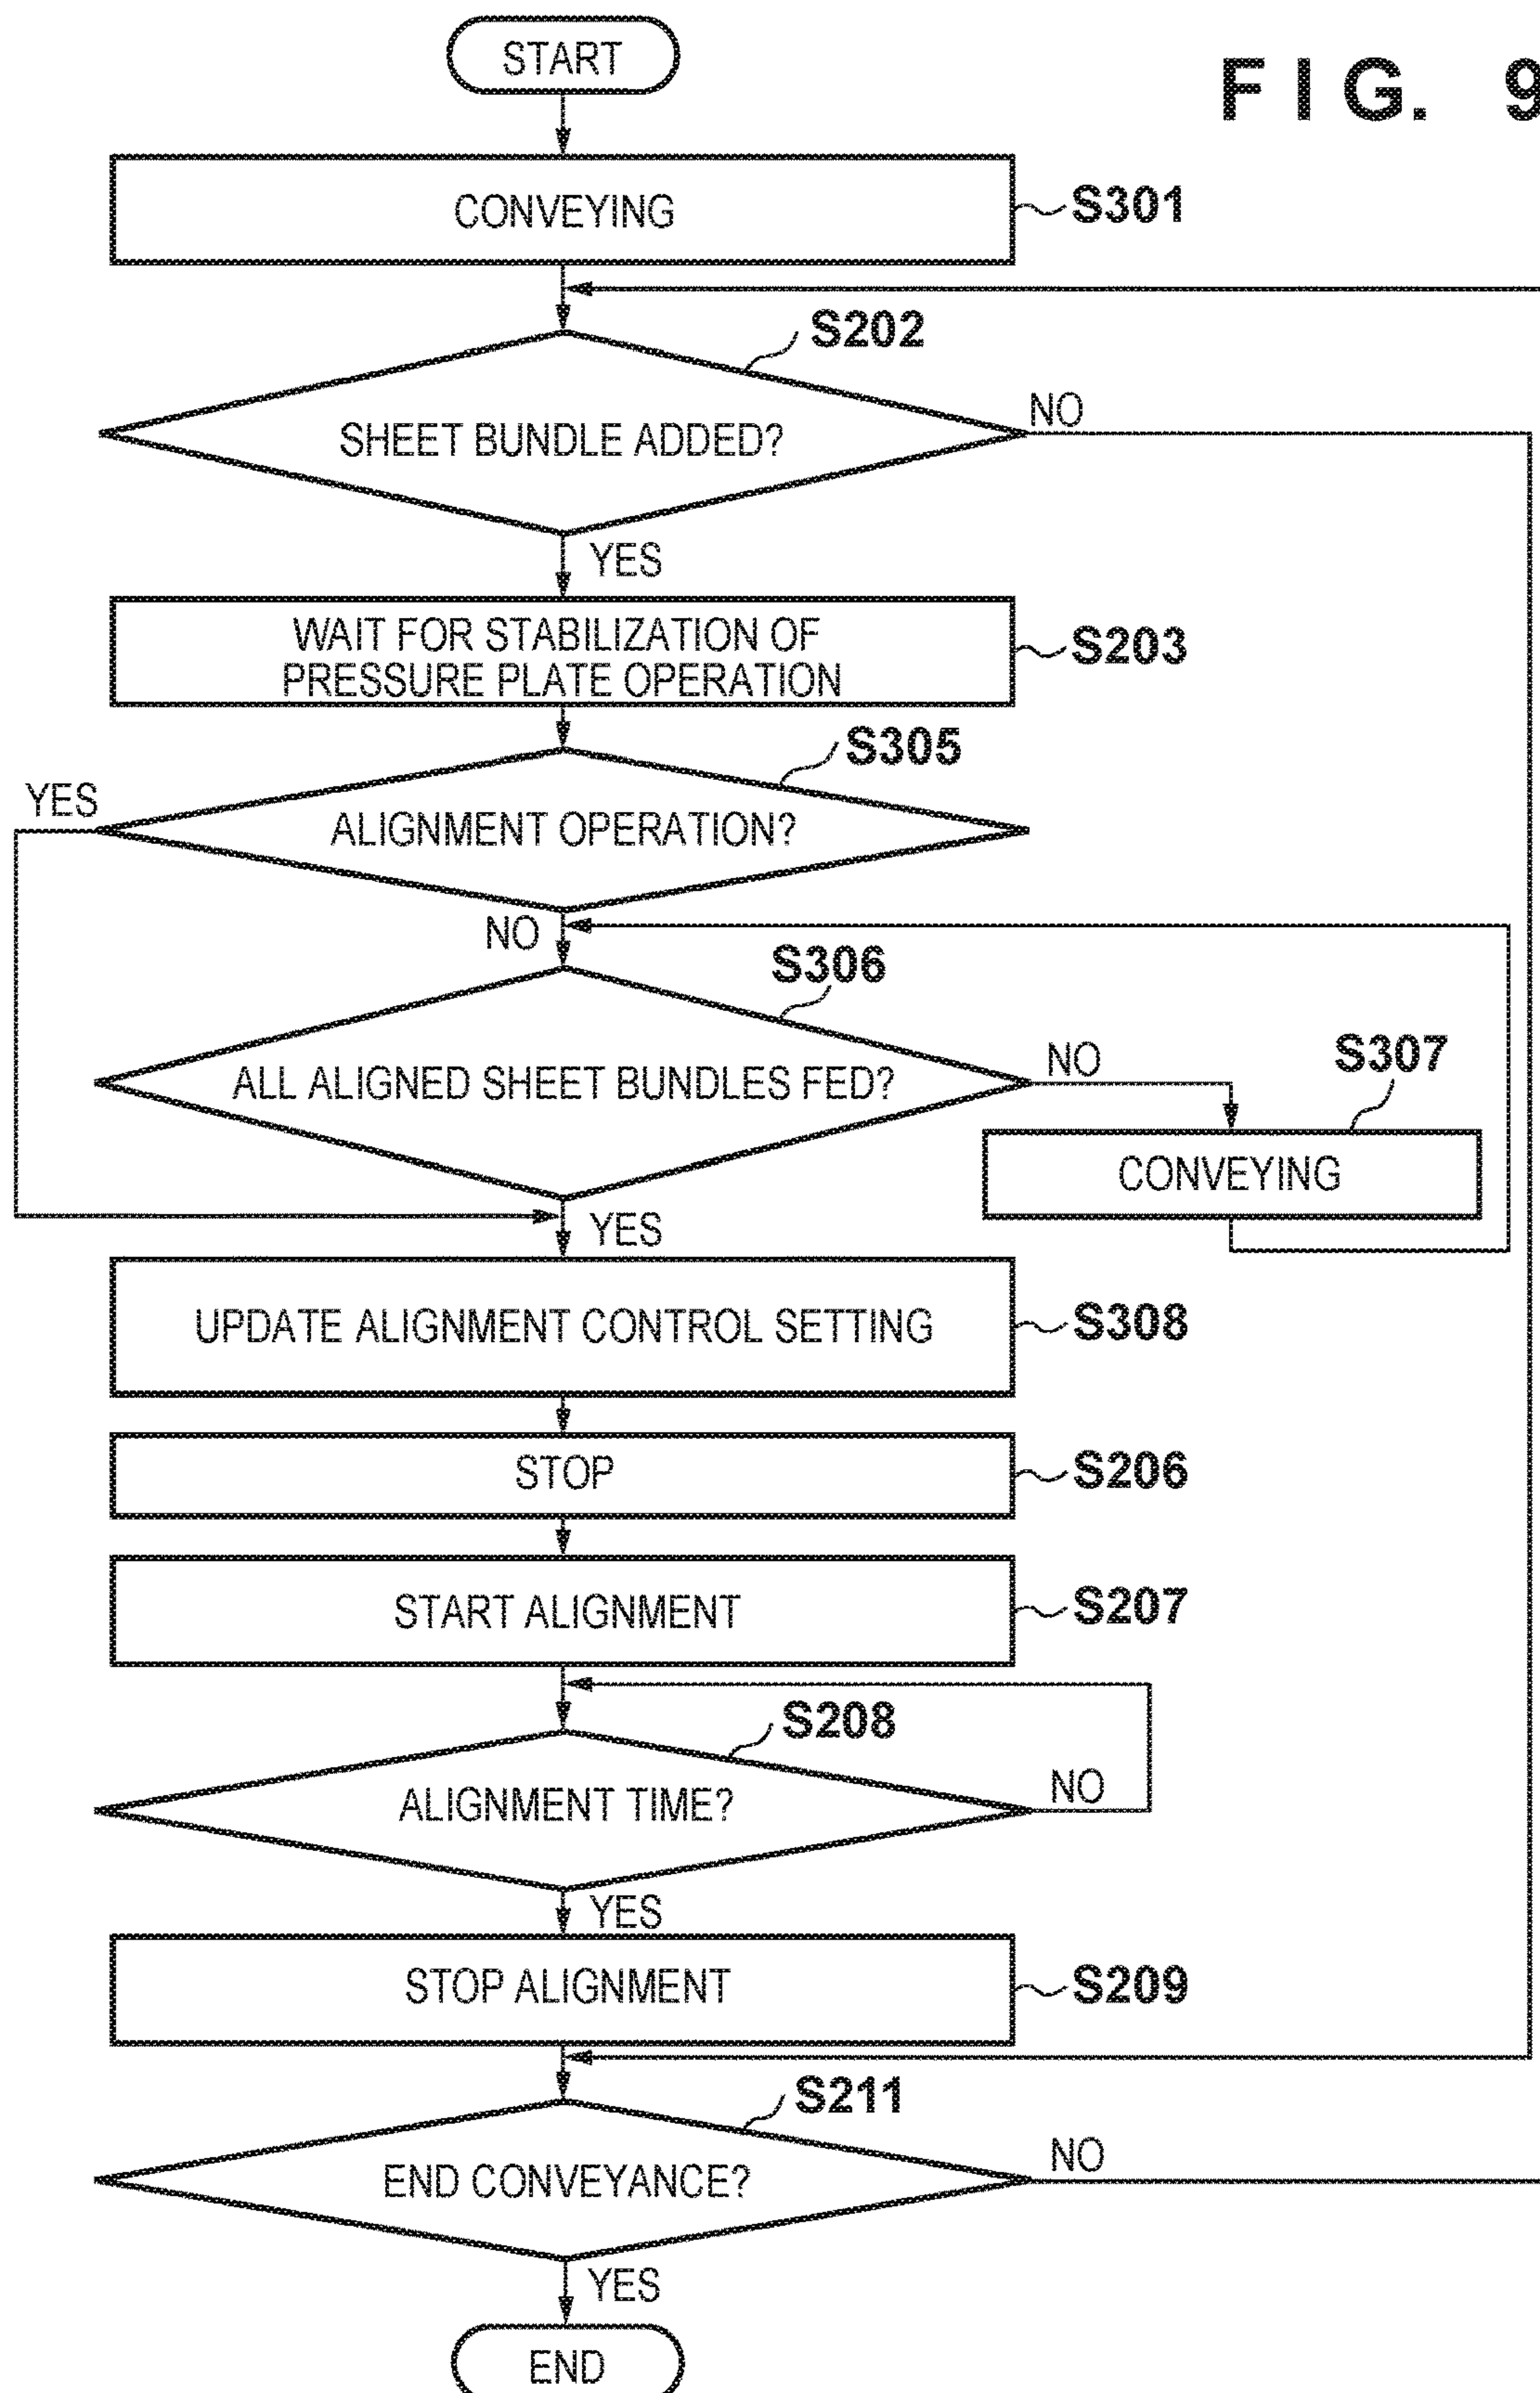 START
FIG. 9
CONVEYING
S301
S202
SHEET BUNDLE ADDED?
NO
YES
WAIT FOR STABILIZATION OF
PRESSURE PLATE OPERATION
S203
S305
YES
ALIGNMENT OPERATION?
NO
S306
ALL ALIGNED SHEET BUNDLES FED?
NO
S307
CONVEYING
YES
UPDATE ALIGNMENT CONTROL SETTING
S308
STOP
S206
START ALIGNMENT
S207
S208
ALIGNMENT TIME?
NO
YES
STOP ALIGNMENT
S209
S211
END CONVEYANCE?
NO
YES
END